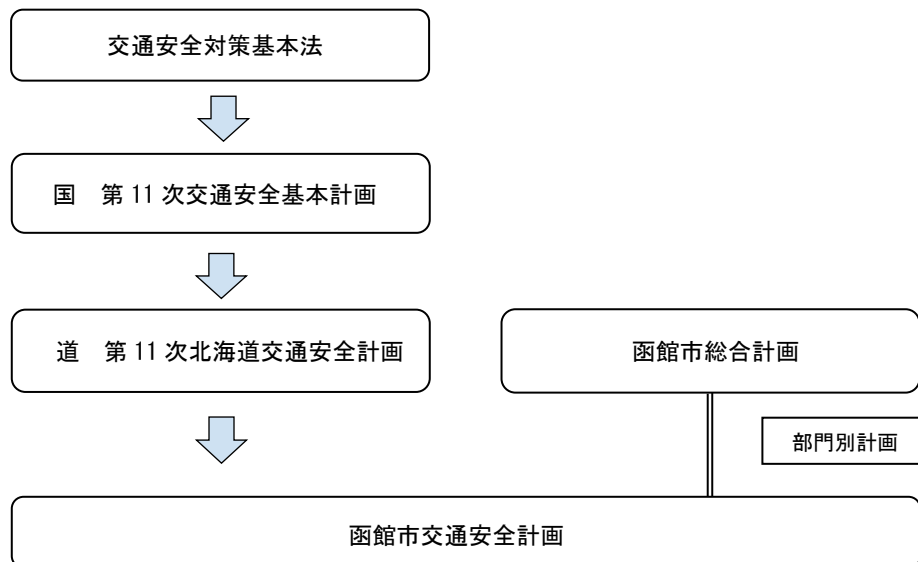 交通安全対策基本法
国　第11次交通安全基本計画
道　第11次北海道交通安全計画
函館市総合計画
部門別計画
函館市交通安全計画